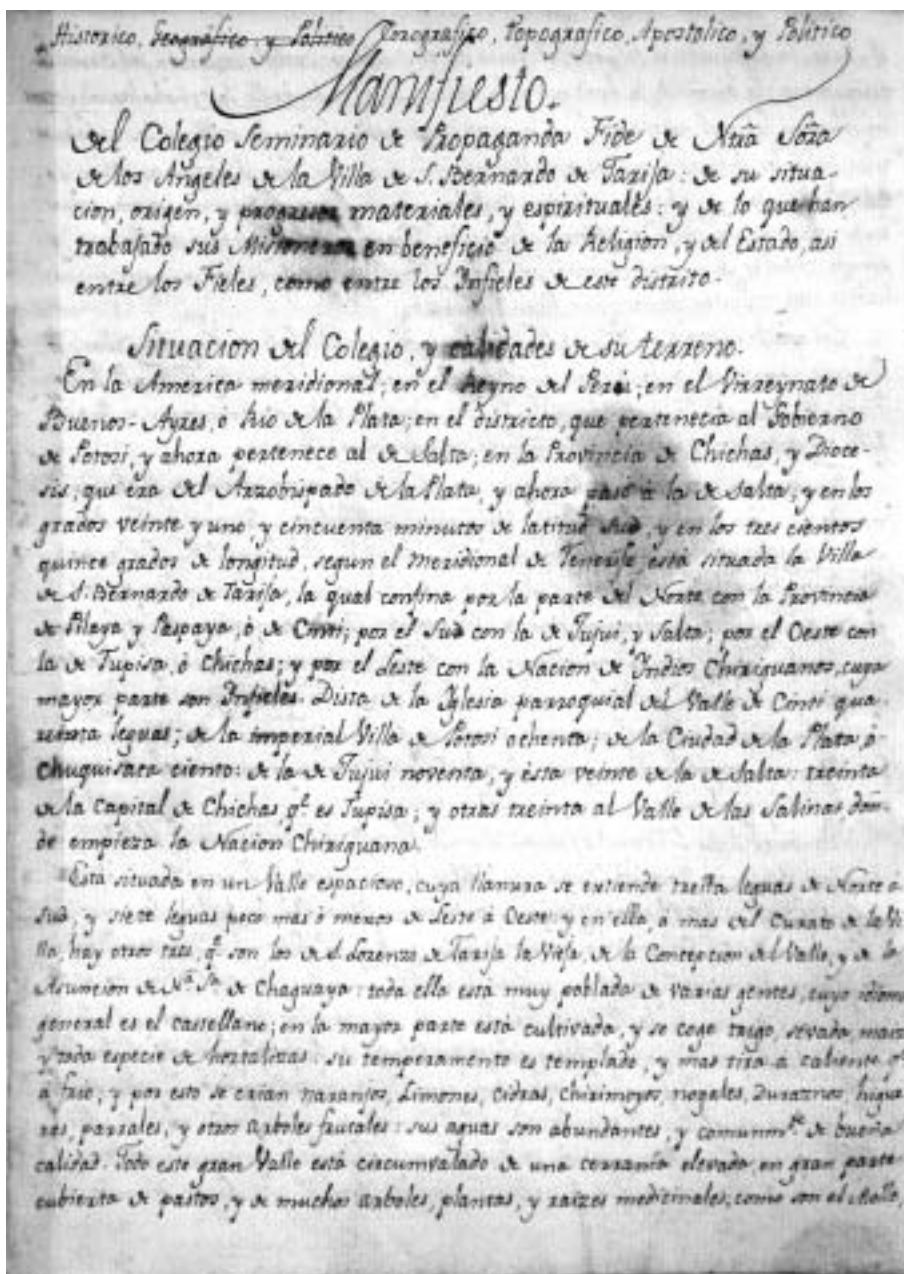 Historico, Geografico, y Politico Corografico, Topografico, Apostolico, y Politico
Manifiesto.
del Colegio Seminario de Propaganda Fide de Ntrã Sorã
de los Angeles de la Villa de S. Bernardo de Tarija: de su situa-
cion, origen, y progresos materiales, y espirituales: y de lo que han
trabajado sus Misioneros en beneficio de la Religion, y del Estado, asi
entre los Fieles, como entre los Infieles de este distrito.
Situacion del Colegio, y calidades de su terreno.
En la America meridional; en el Reyno del Perú; en el Virreynato de
Buenos-Ayres, ó Rio de la Plata; en el districto, que pertenecia al Gobierno
de Potosi, y ahora pertenece al de Salta; en la Provincia de Chichas, y Dioce-
sis, que era del Arzobispado de la Plata, y ahora pasó à la de Salta; y en los
grados veinte y uno, y cincuenta minutos de latitud Sud, y en los tres cientos
quince grados de longitud, segun el meridional de Tenerife está situada la Villa
de S. Bernardo de Tarija, la qual confina por la parte del Norte con la Provincia
de Pilaya y Paspaya, ò de Cinti; por el Sud con la de Jujui, y Salta; por el Oeste con
la de Tupisa, ò Chichas; y por el Leste con la Nacion de Indios Chiriguanos, cuya
mayor parte son Infieles. Dista de la Iglesia parroquial del Valle de Cinti qua-
renta leguas; de la imperial Villa de Potosi ochenta; de la Ciudad de la Plata, ó
Chuquisaca ciento: de la de Jujui noventa, y ésta veinte de la de Salta: treinta
de la Capital de Chichas q.e es Tupisa; y otras treinta al Valle de las Salinas, don-
de empieza la Nacion Chiriguana.
Está situada en un Valle espacioso, cuya llanura se extiende treita leguas de Norte á
Sud, y siete leguas poco mas ò menos de Leste á Oeste: y en ella, á mas del Curato de la Vi
lla, hay otros tres, q.e son los de S. Lorenzo de Tarija la Vieja, de la Concepcion del Valle, y de la
Asuncion de N.a S.a de Chaguaya: toda ella está muy poblada de varias gentes, cuyo idioma
general es el castellano; en la mayor parte está cultivada, y se coge trigo, sevada, maiz
y toda especie de hortalizas: su temperamento es templado, y mas tira á caliente q.e
á frio; y por esto se crian naranjos, Limones, Cidras, Chirimoyos, nogales, Duraznos, higue
res, parrales, y otros arboles frutales: sus aguas son abundantes, y comunm.te de buena
calidad. Todo este gran Valle está circumvalado de una serrania elevada, en gran parte
cubierta de pastos, y de muchos arboles, plantas, y raizes medicinales; como son el Molle,